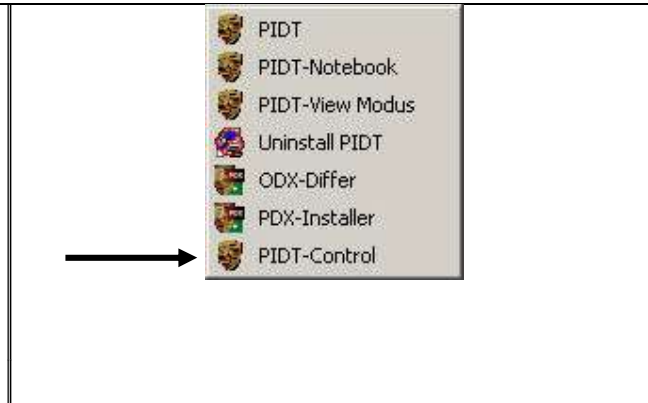 PIDT
PIDT-Notebook
PIDT-View Modus
Uninstall PIDT
ODX-Differ
PDX-Installer
PIDT-Control